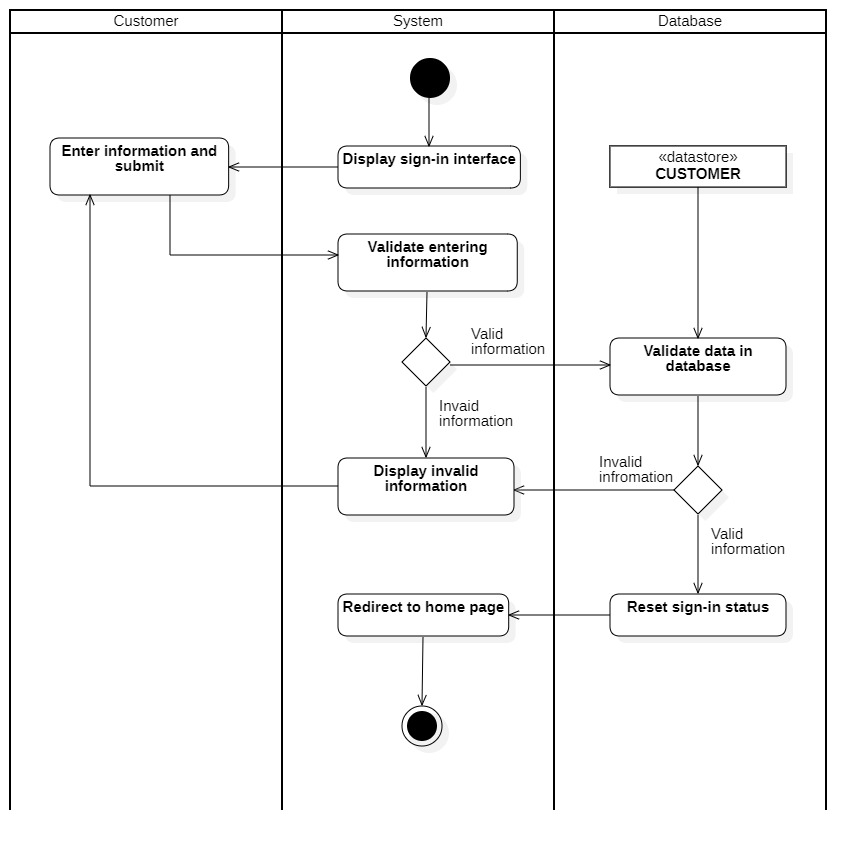 Customer
System
Database
Enter information and
submit
Display sign-in interface
«datastore»
CUSTOMER
Validate entering
information
Valid
information
Validate data in
database
Invaid
information
Display invalid
information
Invalid
infromation
Valid
information
Redirect to home page
Reset sign-in status